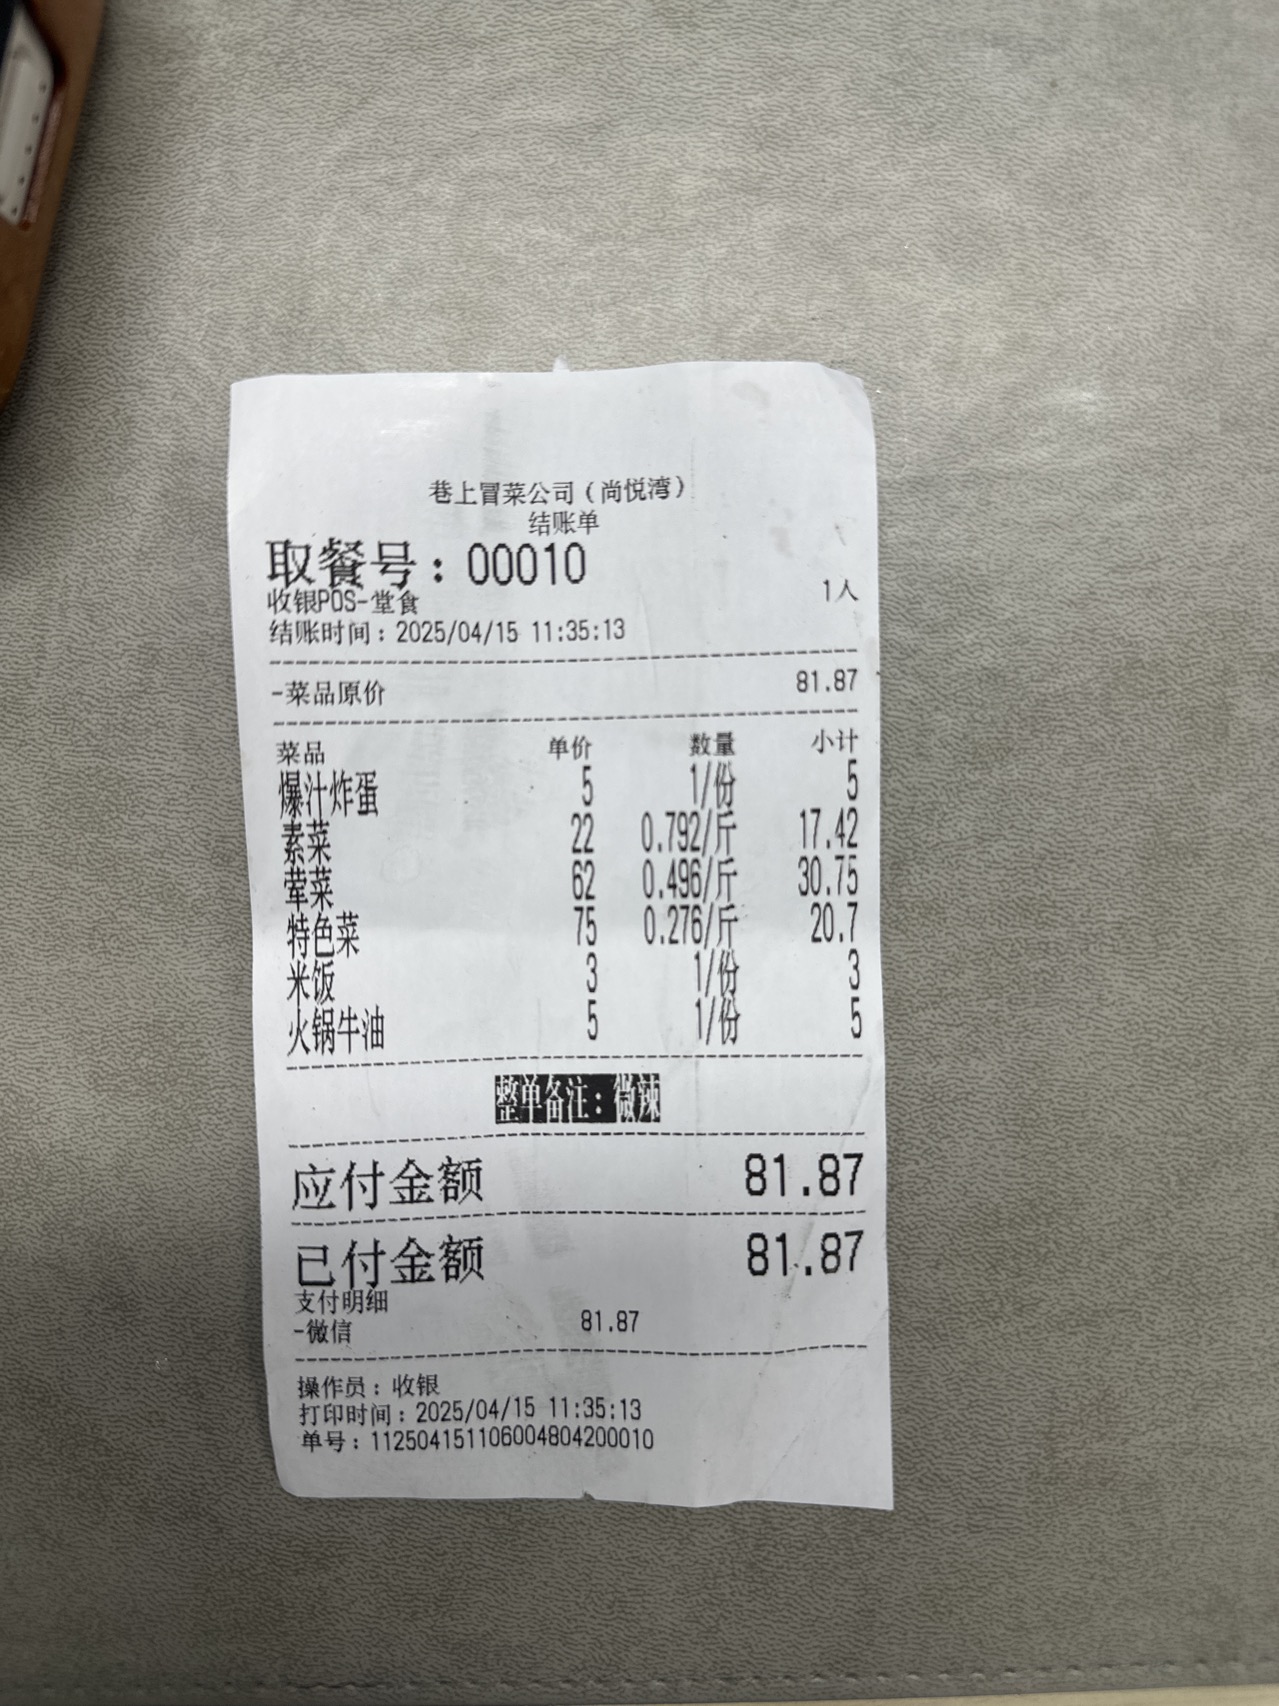 巷上冒菜公司（尚悦湾）
结账单
取餐号：00010
收银POS-堂食 1人
结账时间：2025/04/15 11:35:13
-菜品原价 81.87
菜品 单价 数量 小计
爆汁炸蛋 5 1/份 5
素菜 22 0.792/斤 17.42
荤菜 62 0.496/斤 30.75
特色菜 75 0.276/斤 20.7
米饭 3 1/份 3
火锅牛油 5 1/份 5
整单备注：微辣
应付金额 81.87
已付金额 81.87
支付明细
-微信 81.87
操作员：收银
打印时间：2025/04/15 11:35:13
单号：112504151106004804200010